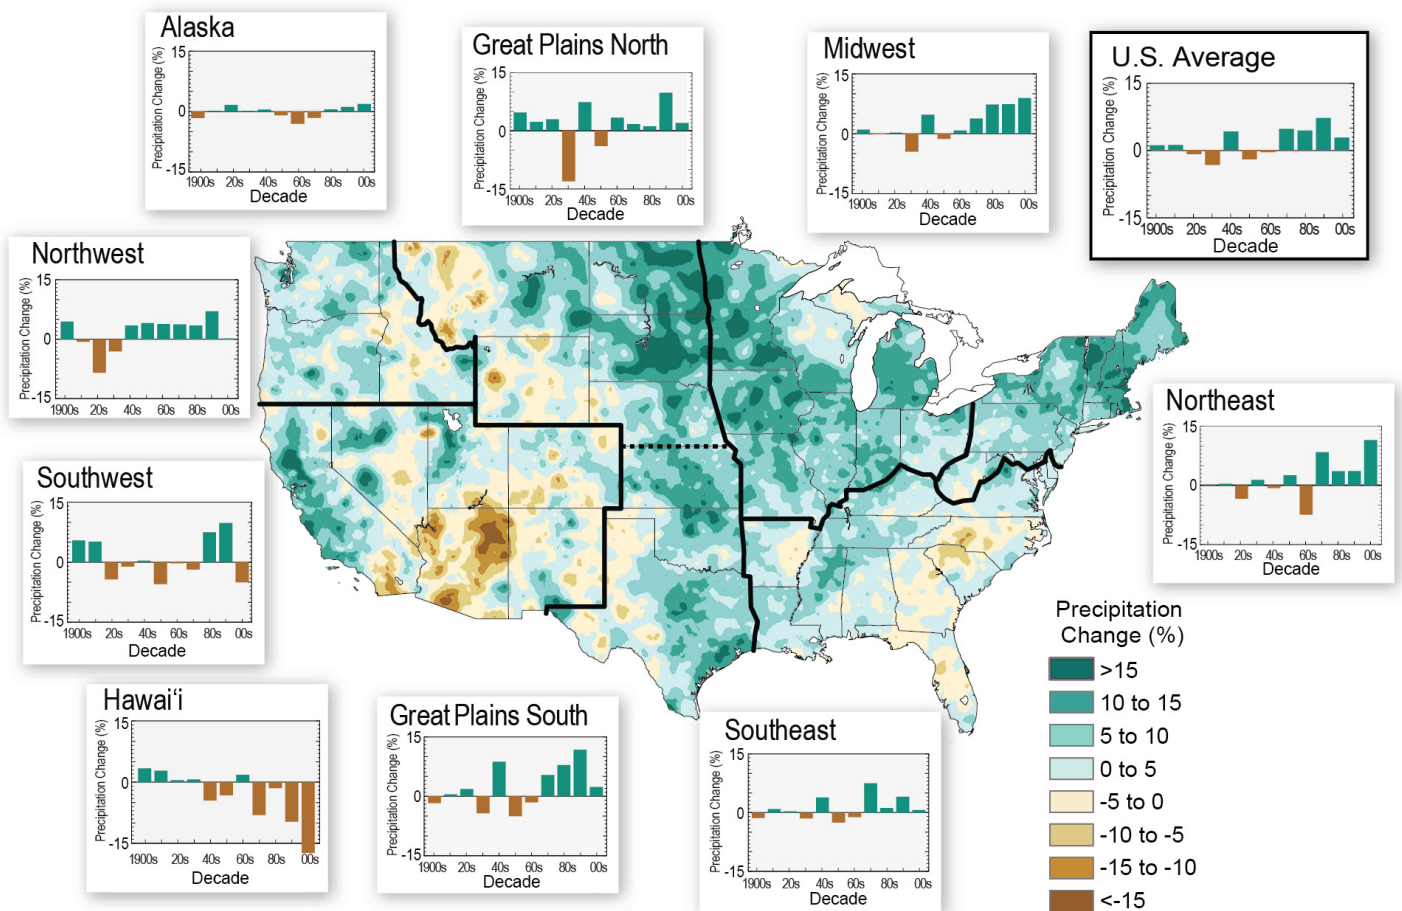 Alaska
Precipitation Change (%)
15
0
-15
1900s 20s 40s 60s 80s 00s
Decade
Great Plains North
Precipitation Change (%)
15
0
-15
1900s 20s 40s 60s 80s 00s
Decade
Midwest
Precipitation Change (%)
15
0
-15
1900s 20s 40s 60s 80s 00s
Decade
U.S. Average
Precipitation Change (%)
15
0
-15
1900s 20s 40s 60s 80s 00s
Decade
Northwest
Precipitation Change (%)
15
0
-15
1900s 20s 40s 60s 80s 00s
Decade
Northeast
Precipitation Change (%)
15
0
-15
1900s 20s 40s 60s 80s 00s
Decade
Southwest
Precipitation Change (%)
15
0
-15
1900s 20s 40s 60s 80s 00s
Decade
Hawai‘i
Precipitation Change (%)
15
0
-15
1900s 20s 40s 60s 80s 00s
Decade
Great Plains South
Precipitation Change (%)
15
0
-15
1900s 20s 40s 60s 80s 00s
Decade
Southeast
Precipitation Change (%)
15
0
-15
1900s 20s 40s 60s 80s 00s
Decade
Precipitation
Change (%)
>15
10 to 15
5 to 10
0 to 5
-5 to 0
-10 to -5
-15 to -10
<-15